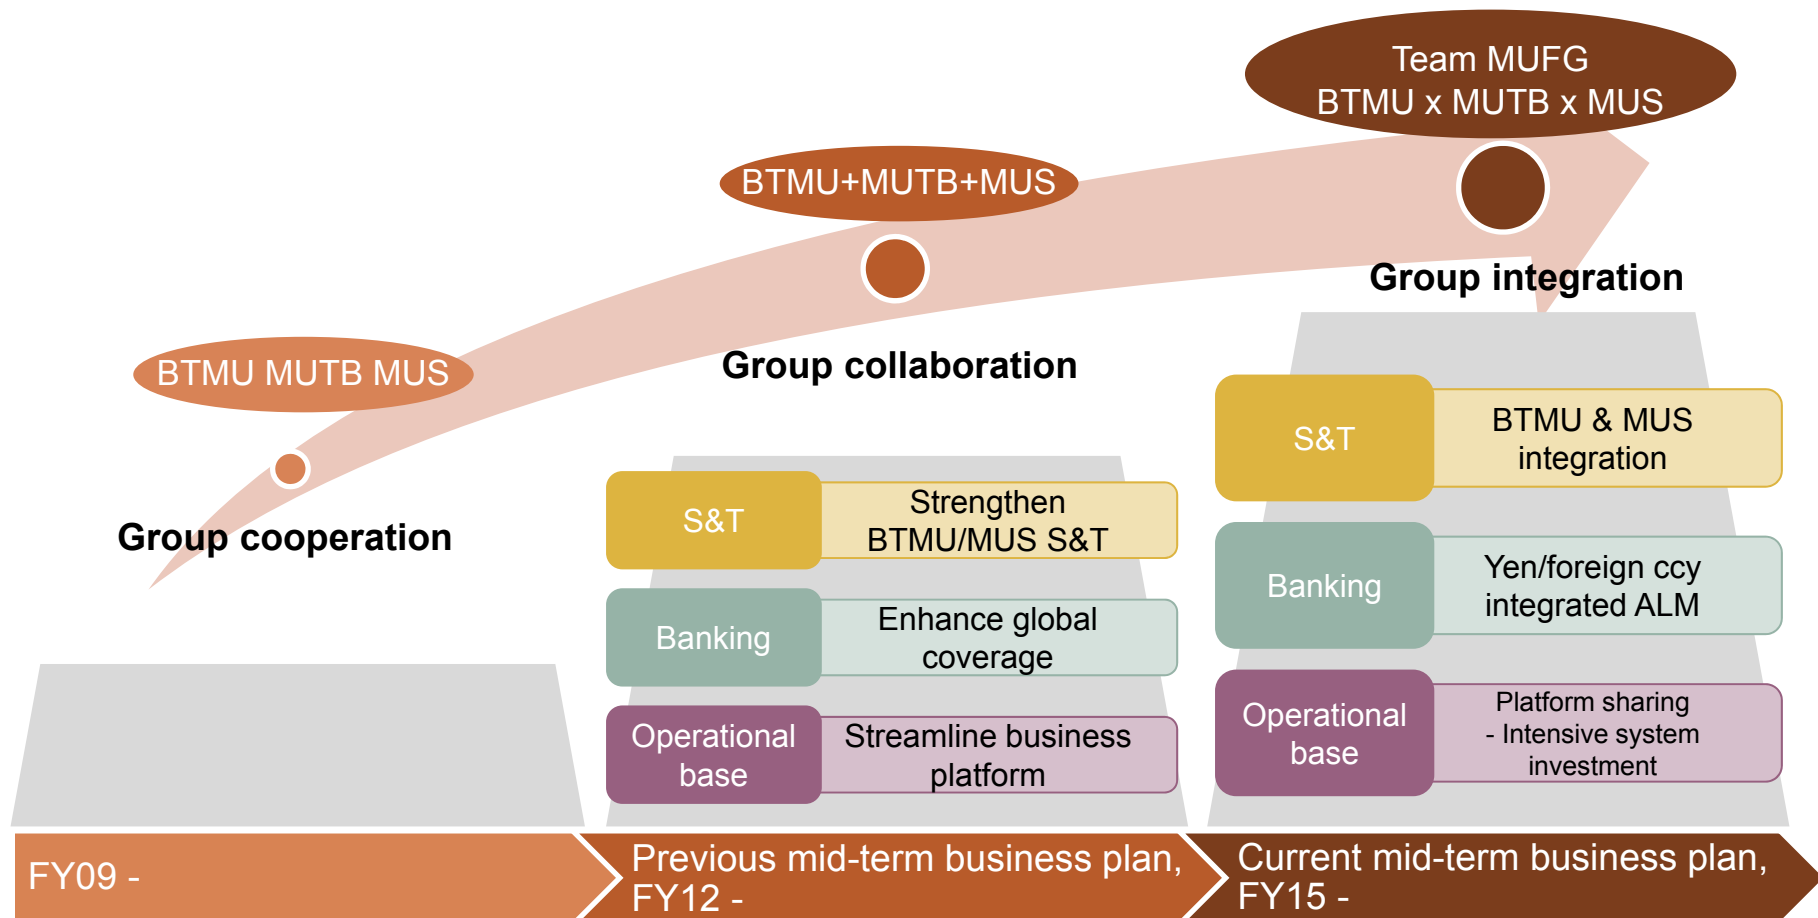 Team MUFG
BTMU x MUTB x MUS
BTMU+MUTB+MUS
BTMU MUTB MUS
Group integration
Group collaboration
Group cooperation
S&T
Strengthen
BTMU/MUS S&T
Banking
Enhance global
coverage
Operational
base
Streamline business
platform
S&T
BTMU & MUS
integration
Banking
Yen/foreign ccy
integrated ALM
Operational
base
Platform sharing
- Intensive system
investment
FY09 -
Previous mid-term business plan,
FY12 -
Current mid-term business plan,
FY15 -